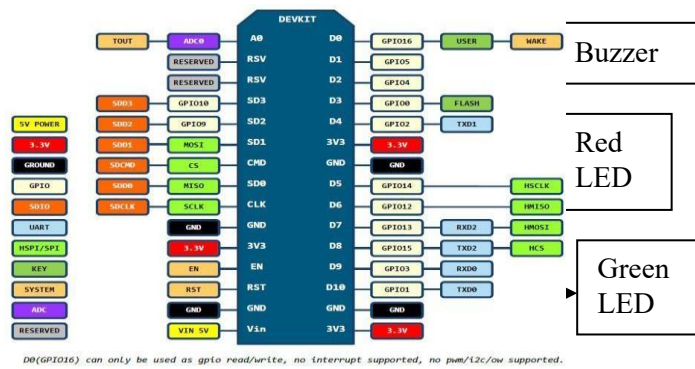 DEVKIT
TOUT ADC0 A0 D0 GPIO16 USER WAKE
RESERVED RSV D1 GPIO5
RESERVED RSV D2 GPIO4
SDD3 GPIO10 SD3 D3 GPIO0 FLASH
5V POWER SDD2 GPIO9 SD2 D4 GPIO2 TXD1
3.3V SDD1 MOSI SD1 3V3 3.3V
GROUND SDCMD CS CMD GND GND
GPIO SDD0 MISO SD0 D5 GPIO14 HSCLK
SDIO SDCLK SCLK CLK D6 GPIO12 HMISO
UART GND GND D7 GPIO13 RXD2 HMOSI
HSPI/SPI 3.3V 3V3 D8 GPIO15 TXD2 HCS
KEY EN EN D9 GPIO3 RXD0
SYSTEM RST RST D10 GPIO1 TXD0
ADC GND GND GND GND
RESERVED VIN 5V Vin 3V3 3.3V
D0(GPIO16) can only be used as gpio read/write, no interrupt supported, no pwm/i2c/ow supported.
Buzzer
Red
LED
Green
LED